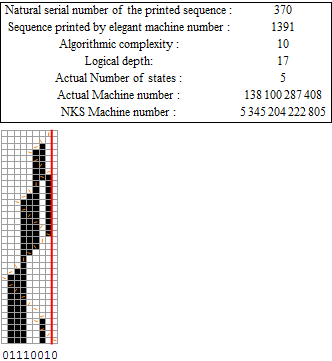 Natural serial number of the printed sequence : 370
Sequence printed by elegant machine number : 1391
Algorithmic complexity : 10
Logical depth: 17
Actual Number of states : 5
Actual Machine number : 138 100 287 408
NKS Machine number : 5 345 204 222 805
01110010